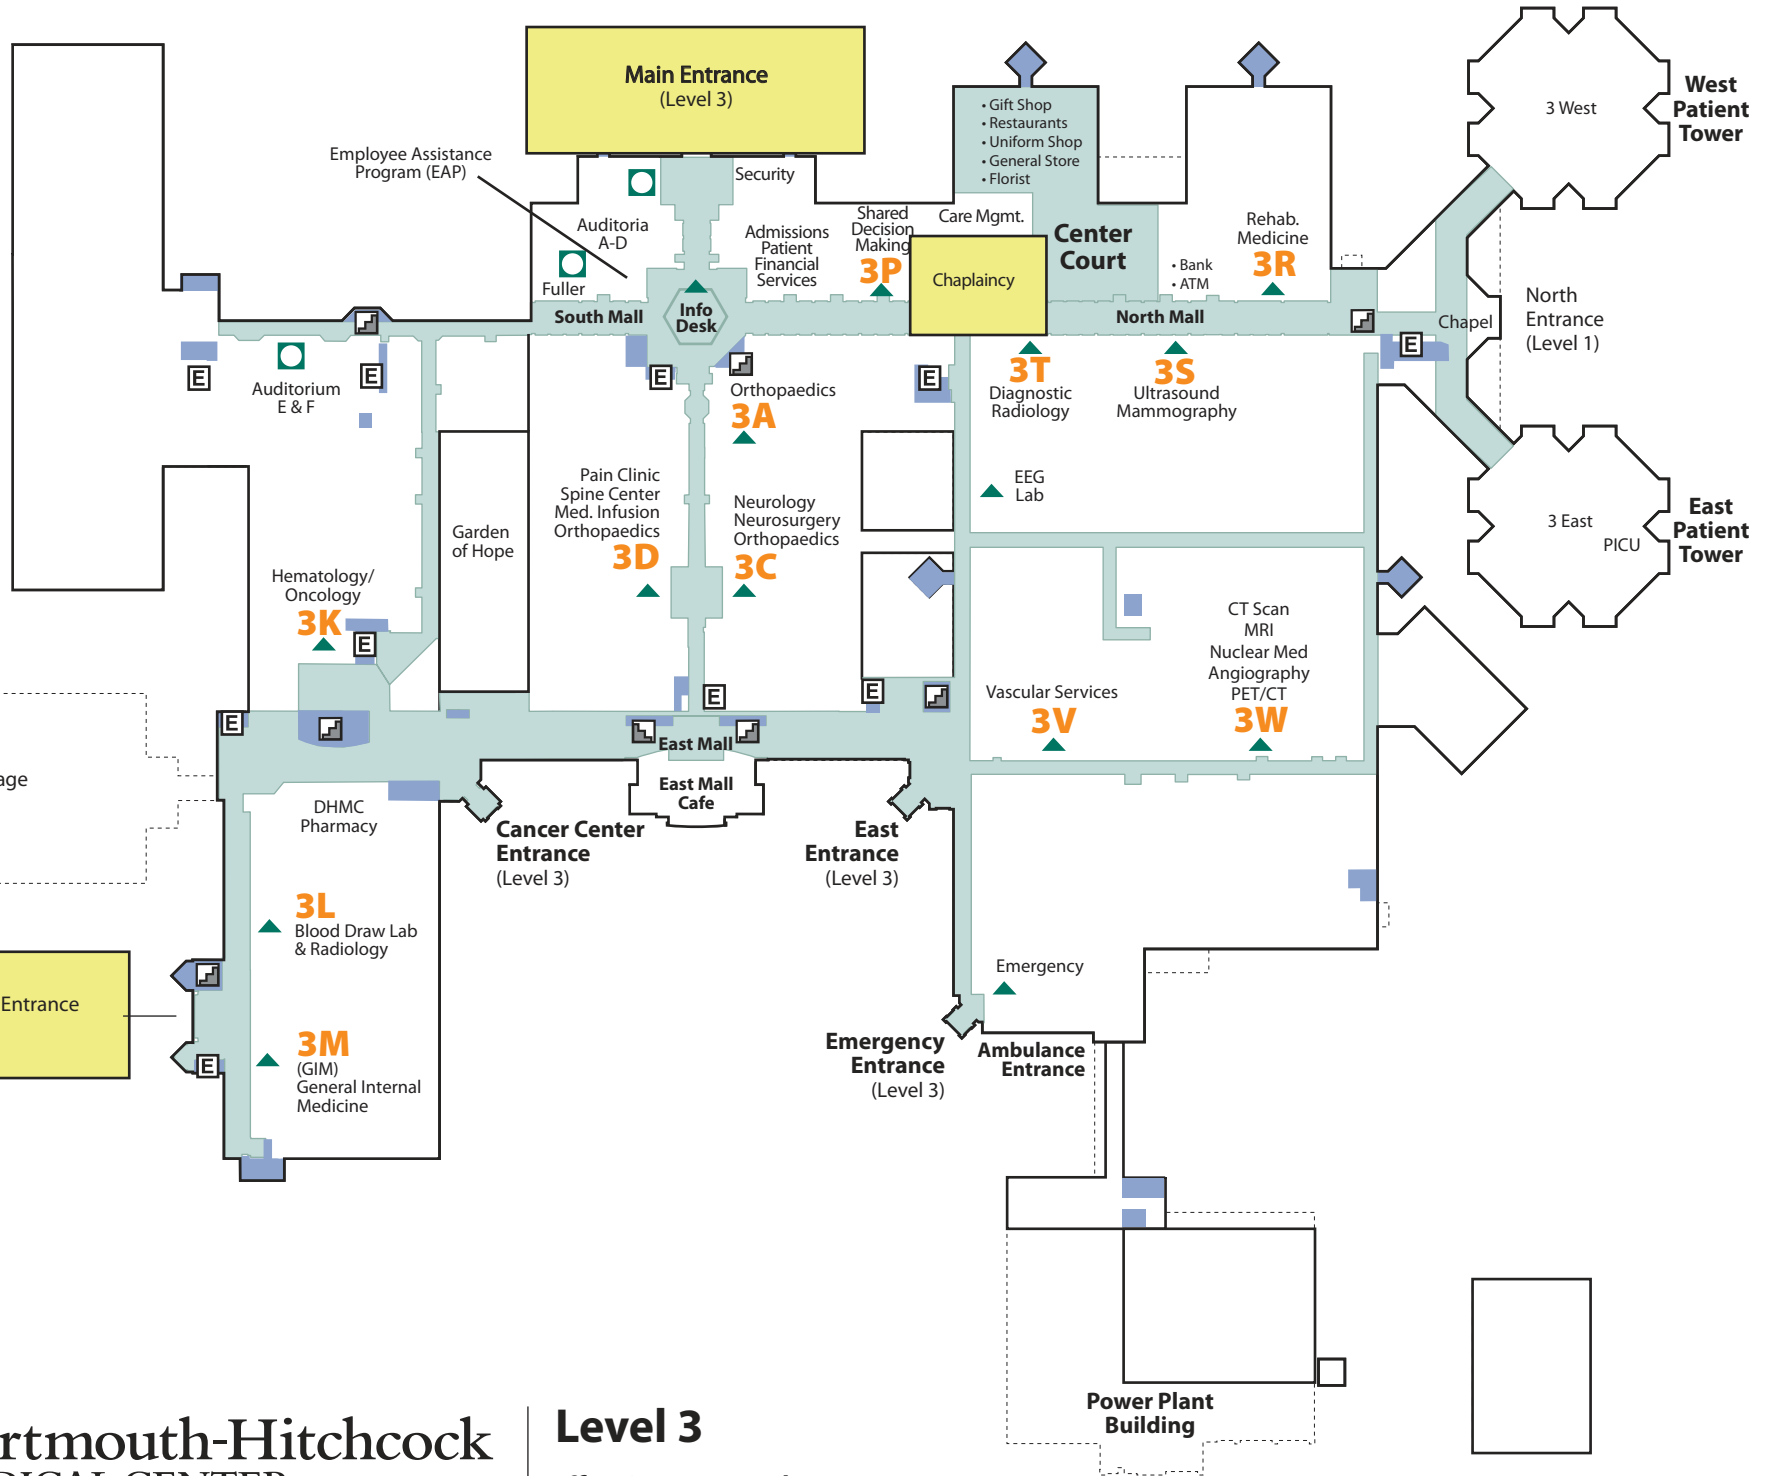 Main Entrance
(Level 3)
Employee Assistance
Program (EAP)
Security
Auditoria
A-D
Fuller
Admissions
Patient
Financial
Services
Shared
Decision
Making
3P
Care Mgmt.
Chaplaincy
• Gift Shop
• Restaurants
• Uniform Shop
• General Store
• Florist
Center
Court
• Bank
• ATM
Rehab.
Medicine
3R
3 West
West
Patient
Tower
South Mall
Info
Desk
North Mall
Chapel
North
Entrance
(Level 1)
E
E
E
E
E
Auditorium
E & F
Orthopaedics
3A
3T
Diagnostic
Radiology
3S
Ultrasound
Mammography
EEG
Lab
3 East
PICU
East
Patient
Tower
Garden
of Hope
Pain Clinic
Spine Center
Med. Infusion
Orthopaedics
3D
Neurology
Neurosurgery
Orthopaedics
3C
Hematology/
Oncology
3K
E
CT Scan
MRI
Nuclear Med
Angiography
PET/CT
3W
Vascular Services
3V
E
E
E
East Mall
East Mall
Cafe
age
DHMC
Pharmacy
Cancer Center
Entrance
(Level 3)
East
Entrance
(Level 3)
3L
Blood Draw Lab
& Radiology
Entrance
3M
(GIM)
General Internal
Medicine
E
Emergency
Emergency
Entrance
(Level 3)
Ambulance
Entrance
Power Plant
Building
rtmouth-Hitchcock
DICAL CENTER
Level 3